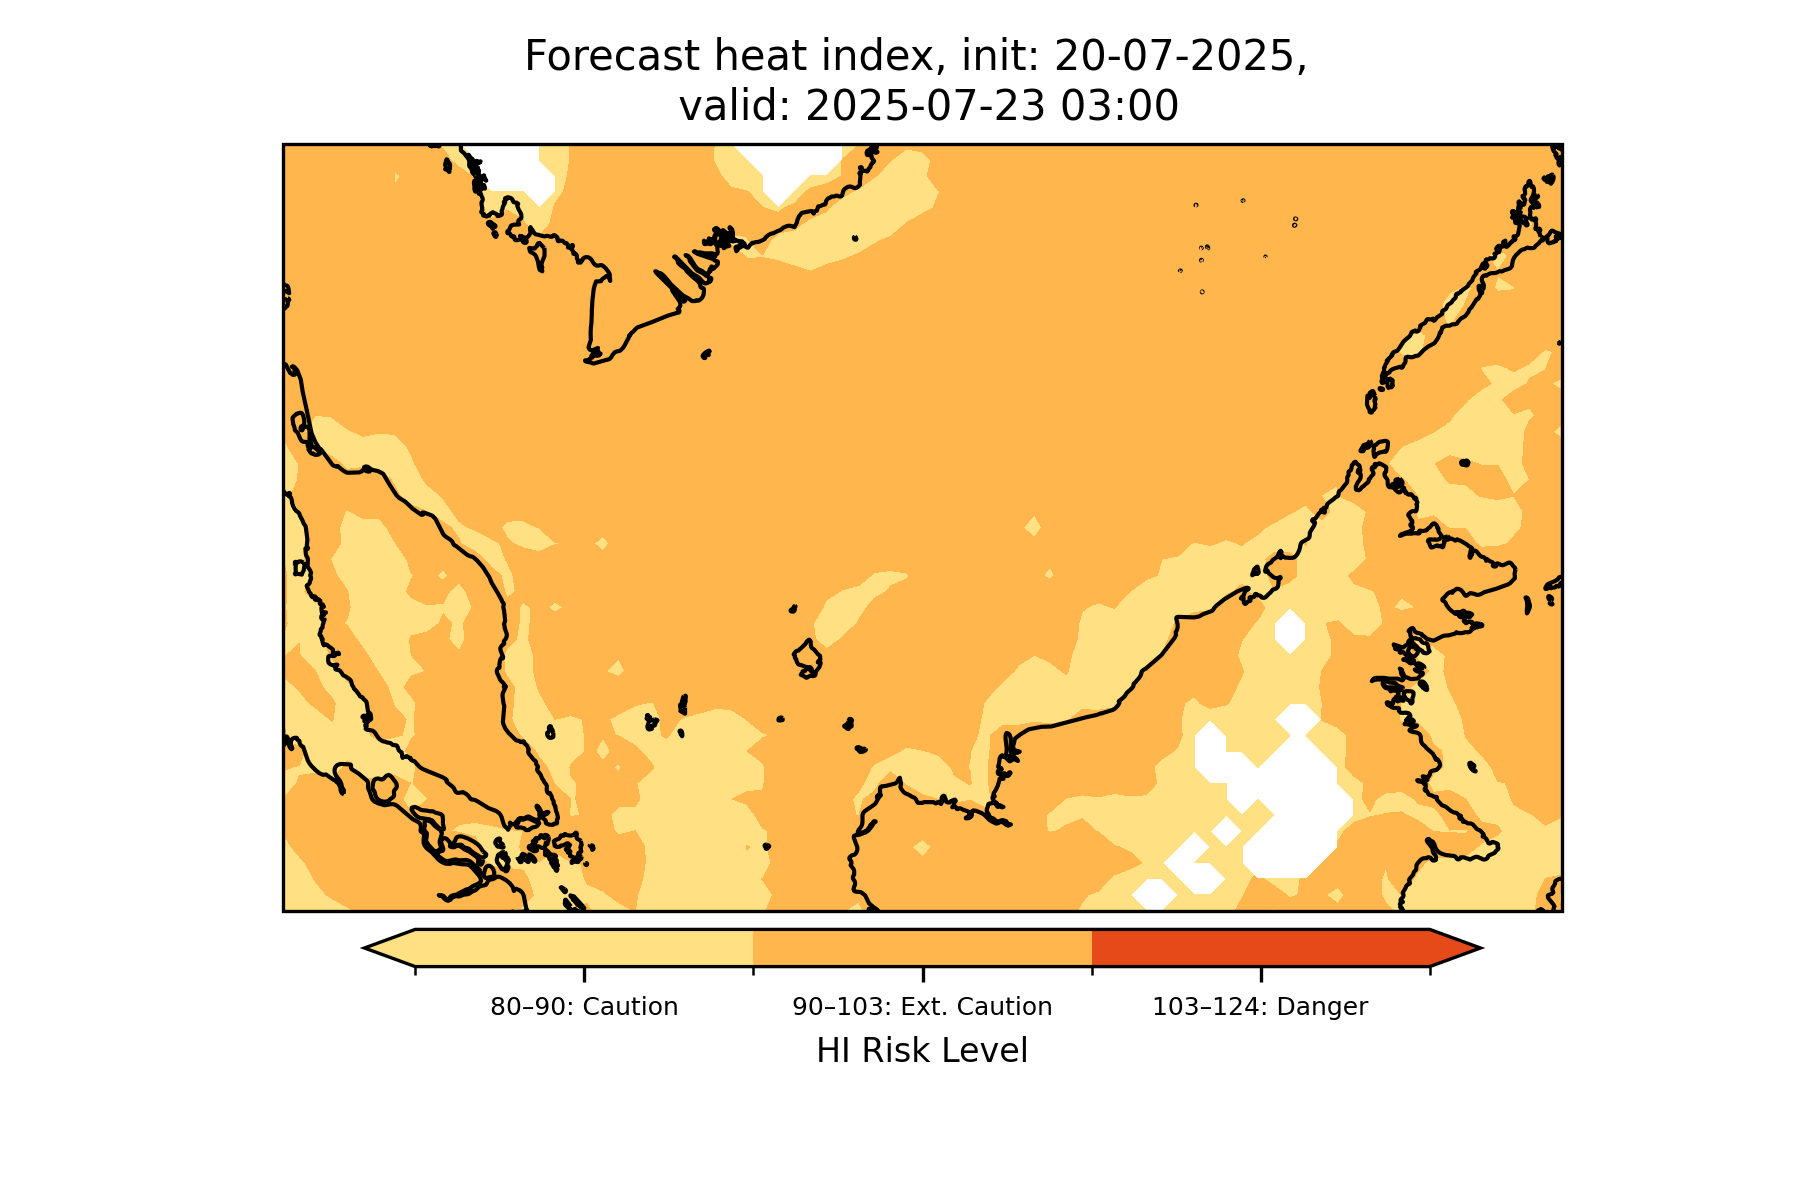 Forecast heat index, init: 20-07-2025,
valid: 2025-07-23 03:00
80–90: Caution
90–103: Ext. Caution
103–124: Danger
HI Risk Level